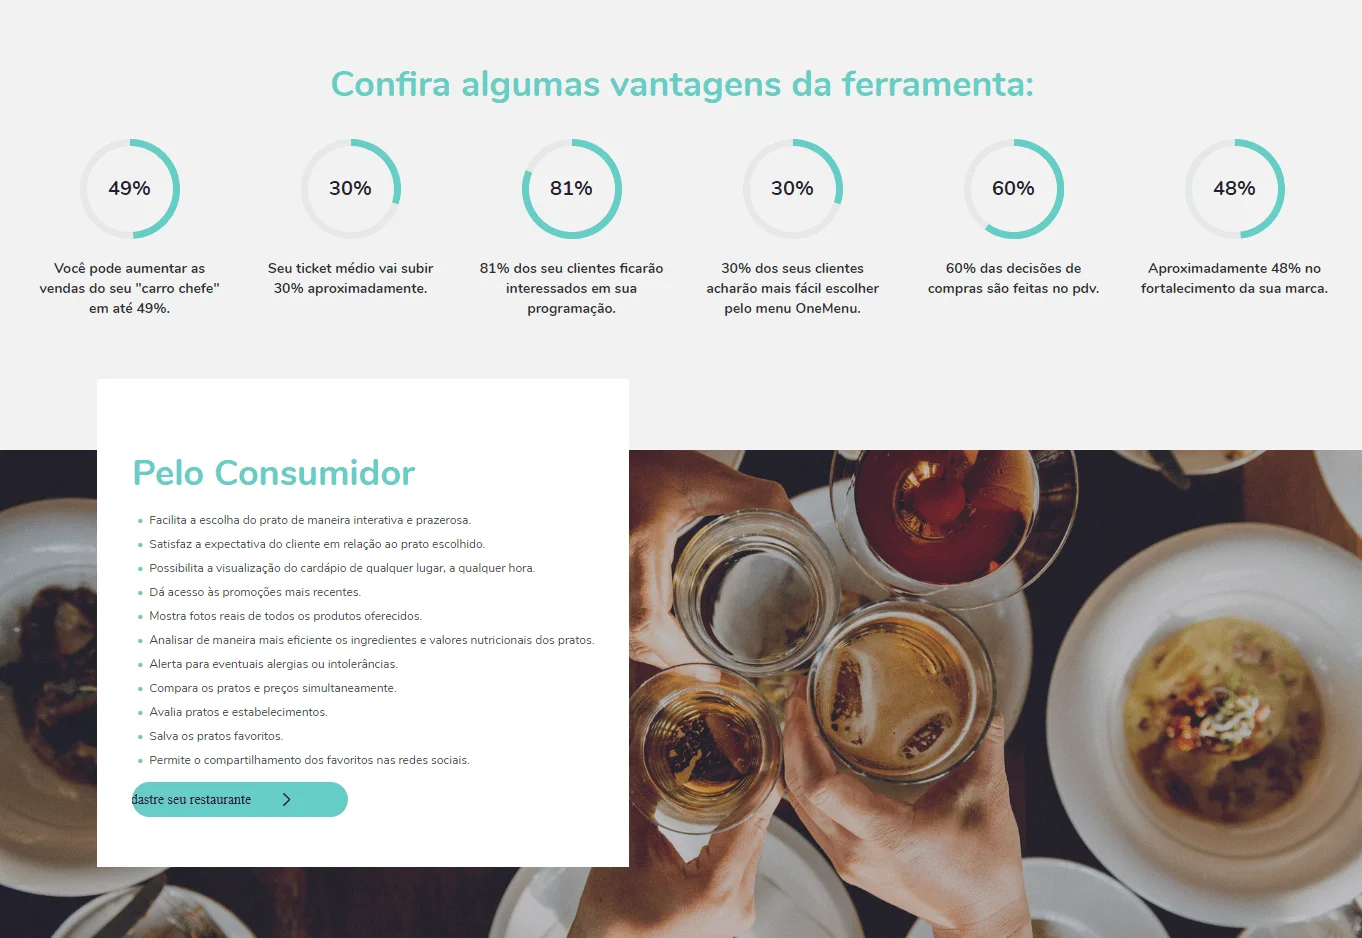 Confira algumas vantagens da ferramenta:
49%
30%
81%
30%
60%
48%
Você pode aumentar as
vendas do seu "carro chefe"
em até 49%.
Seu ticket médio vai subir
30% aproximadamente.
81% dos seu clientes ficarão
interessados em sua
programação.
30% dos seus clientes
acharão mais fácil escolher
pelo menu OneMenu.
60% das decisões de
compras são feitas no pdv.
Aproximadamente 48% no
fortalecimento da sua marca.
Pelo Consumidor
Facilita a escolha do prato de maneira interativa e prazerosa.
Satisfaz a expectativa do cliente em relação ao prato escolhido.
Possibilita a visualização do cardápio de qualquer lugar, a qualquer hora.
Dá acesso às promoções mais recentes.
Mostra fotos reais de todos os produtos oferecidos.
Analisar de maneira mais eficiente os ingredientes e valores nutricionais dos pratos.
Alerta para eventuais alergias ou intolerâncias.
Compara os pratos e preços simultaneamente.
Avalia pratos e estabelecimentos.
Salva os pratos favoritos.
Permite o compartilhamento dos favoritos nas redes sociais.
dastre seu restaurante